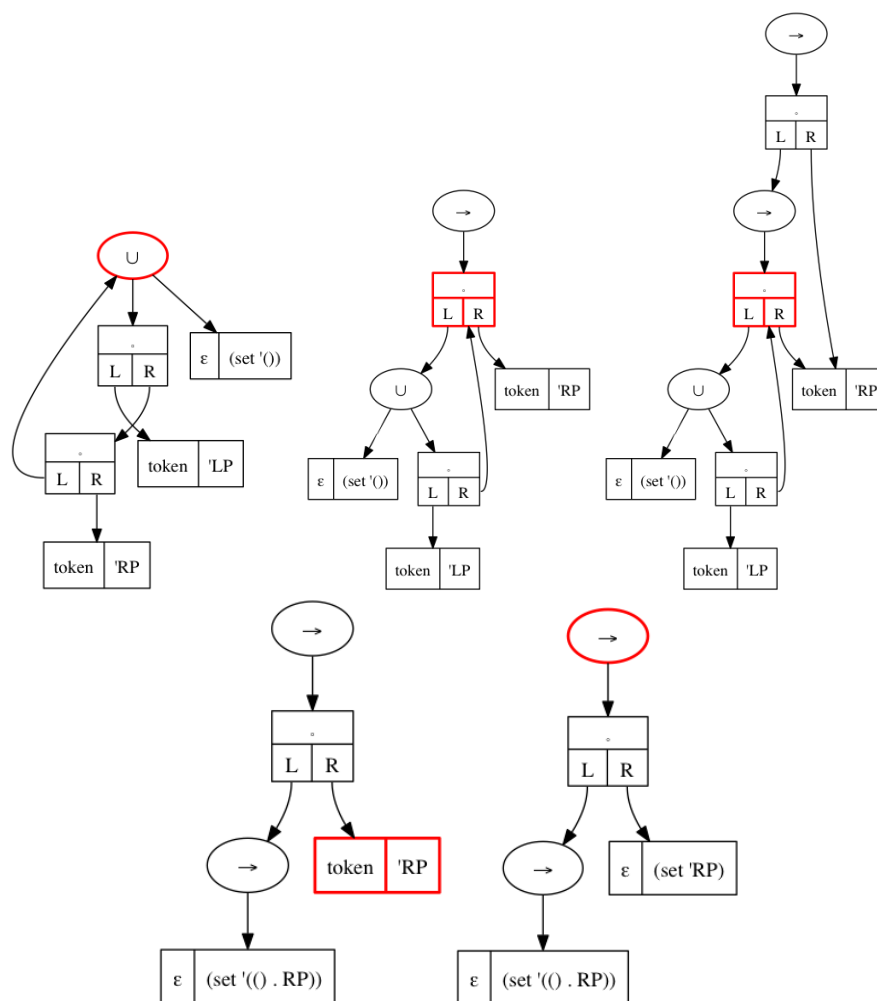 ∪
∘
L R
ε (set '())
∘
L R
token 'LP
token 'RP
→
∘
L R
∪
token 'RP
ε (set '())
∘
L R
token 'LP
→
∘
L R
→
∘
L R
∪
token 'RP
ε (set '())
∘
L R
token 'LP
→
∘
L R
→
token 'RP
ε (set '(() . RP))
→
∘
L R
→
ε (set 'RP)
ε (set '(() . RP))